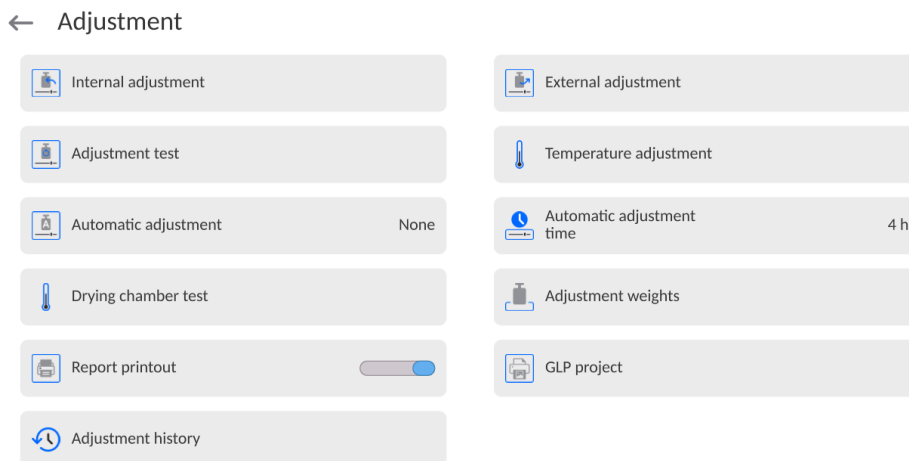 Adjustment
Internal adjustment
External adjustment
Adjustment test
Temperature adjustment
Automatic adjustment None
Automatic adjustment
time
4 h
Drying chamber test
Adjustment weights
Report printout
GLP project
Adjustment history